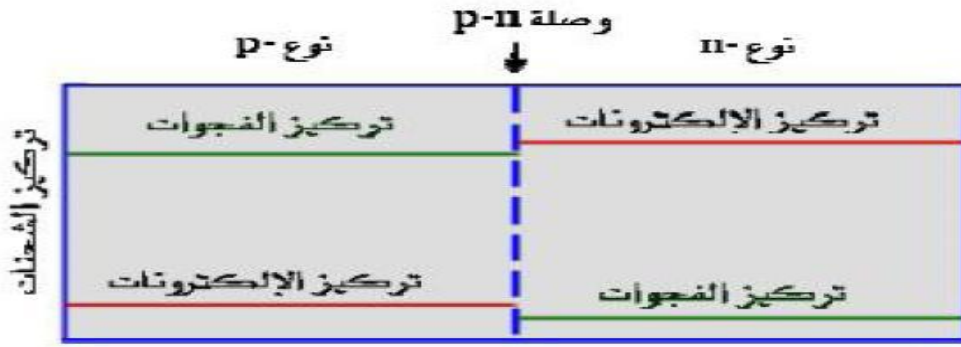 وصلة p-n
نوع -n
نوع -p
تركيز الإلكترونات
تركيز الفجوات
تركيز الشحنات
تركيز الإلكترونات
تركيز الفجوات